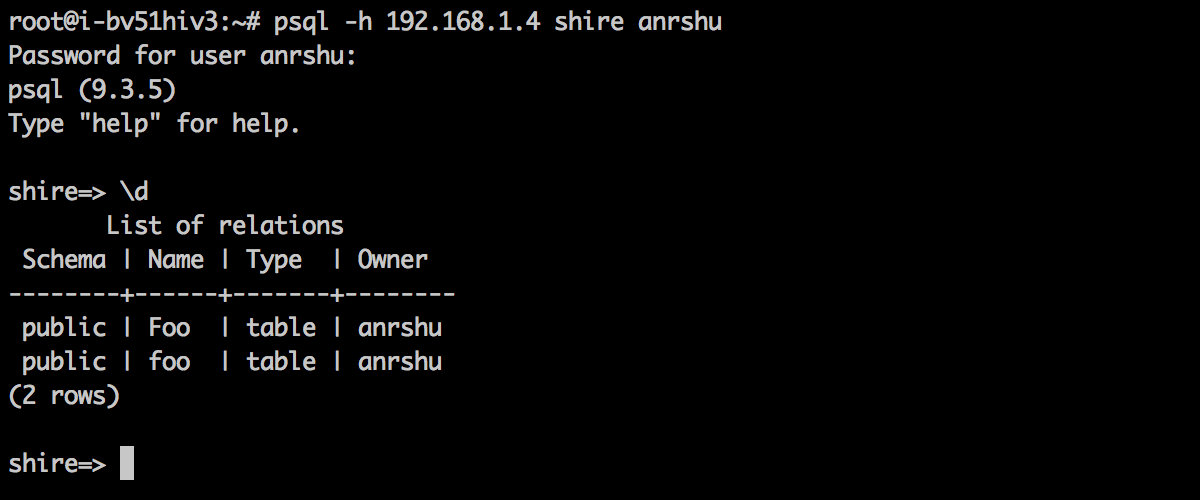 root@i-bv51hiv3:~# psql -h 192.168.1.4 shire anrshu
Password for user anrshu:
psql (9.3.5)
Type "help" for help.

shire=> \d
       List of relations
 Schema | Name | Type  | Owner
--------+------+-------+--------
 public | Foo  | table | anrshu
 public | foo  | table | anrshu
(2 rows)

shire=>